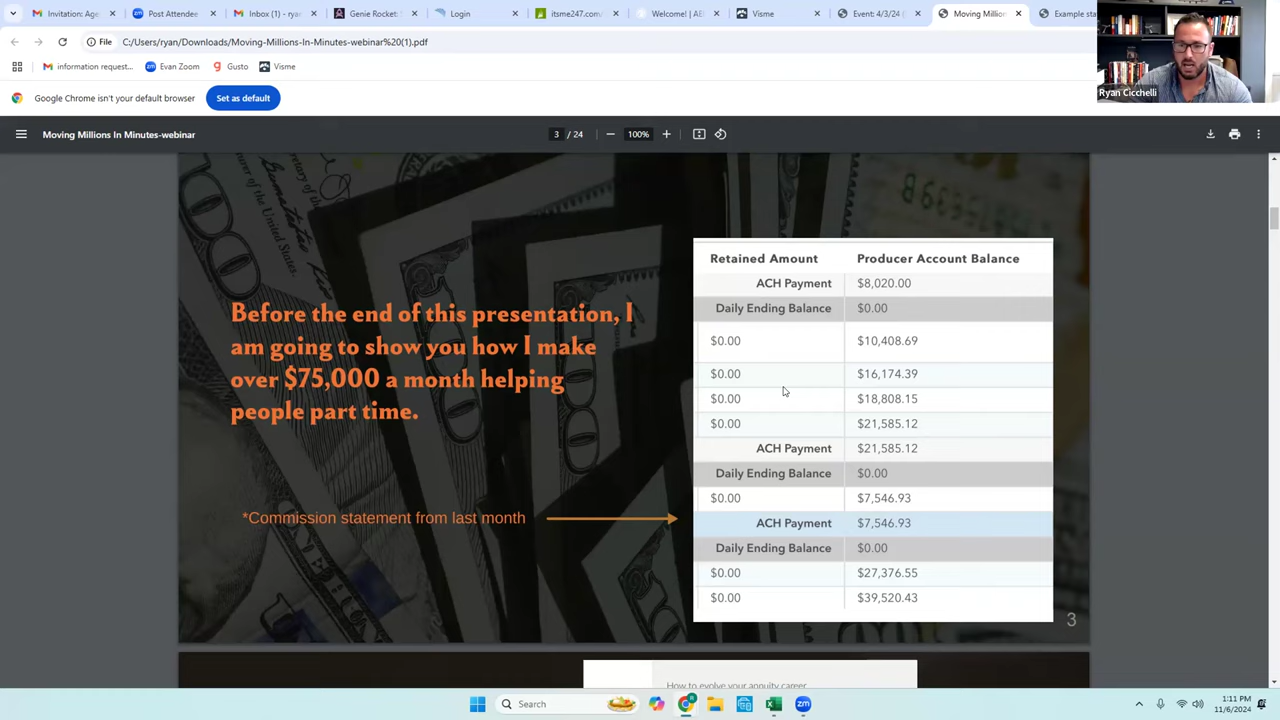 Invitation: Age
Post Attendee
Inbox (1) - ryan
Genie Rocket
Log In
itsme247.com/
Welcome! | AB
Visme
Event: 4/3/24
Moving Million
Example state
File
C:/Users/ryan/Downloads/Moving-Millions-In-Minutes-webinar%20(1).pdf
information request...
Evan Zoom
Gusto
Visme
Ryan Cicchelli
Google Chrome isn't your default browser
Set as default
Moving Millions In Minutes-webinar
3 / 24
100%
Before the end of this presentation, I
am going to show you how I make
over $75,000 a month helping
people part time.
*Commission statement from last month
Retained Amount Producer Account Balance
ACH Payment $8,020.00
Daily Ending Balance $0.00
$0.00 $10,408.69
$0.00 $16,174.39
$0.00 $18,808.15
$0.00 $21,585.12
ACH Payment $21,585.12
Daily Ending Balance $0.00
$0.00 $7,546.93
ACH Payment $7,546.93
Daily Ending Balance $0.00
$0.00 $27,376.55
$0.00 $39,520.43
3
How to evolve your annuity career
Search
1:11 PM
11/6/2024